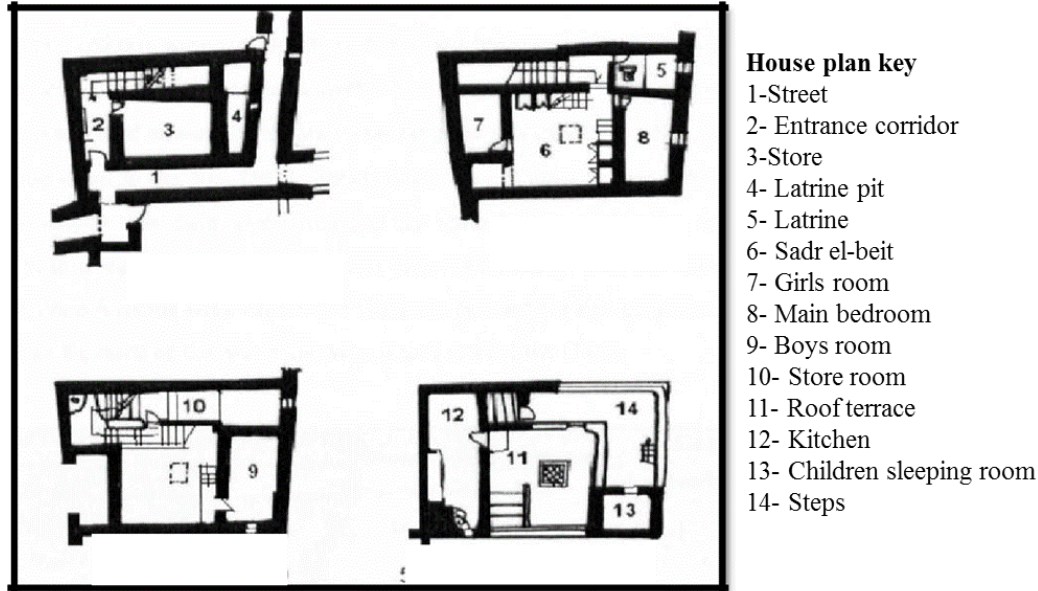 House plan key
1-Street
2- Entrance corridor
3-Store
4- Latrine pit
5- Latrine
6- Sadr el-beit
7- Girls room
8- Main bedroom
9- Boys room
10- Store room
11- Roof terrace
12- Kitchen
13- Children sleeping room
14- Steps
2
3
4
1
5
7
6
8
10
9
12
14
11
13